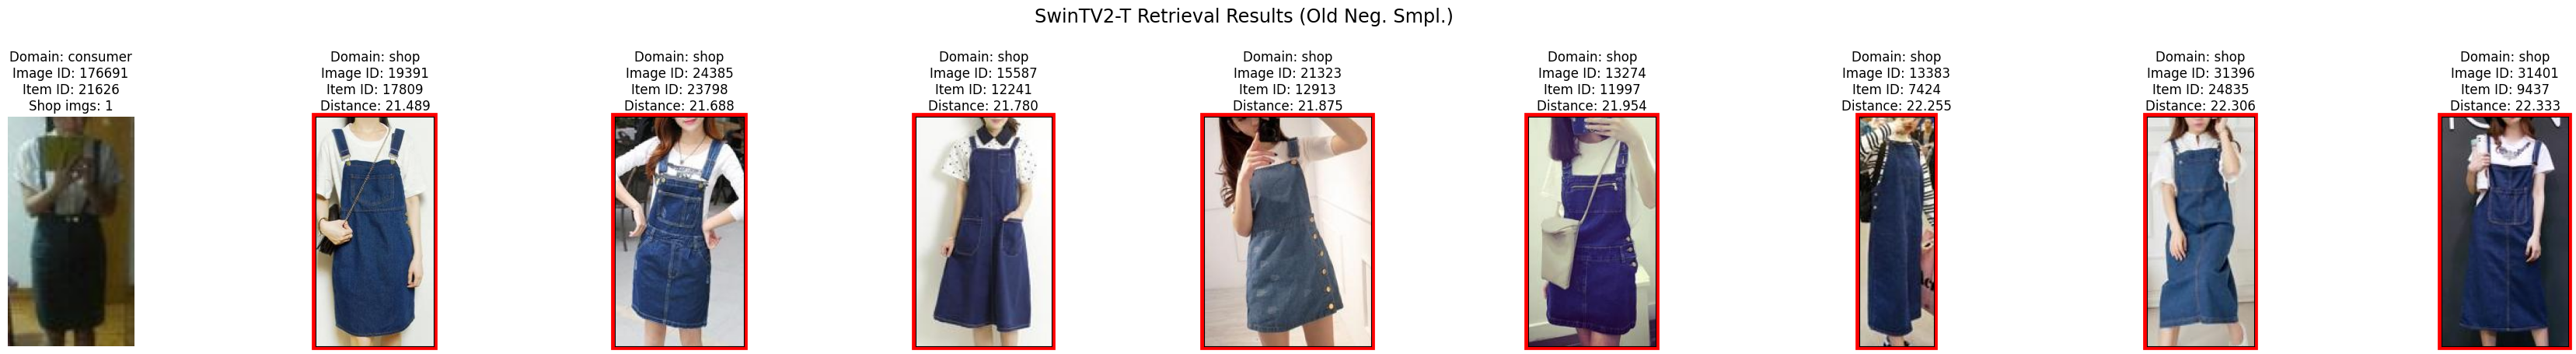 SwinTV2-T Retrieval Results (Old Neg. Smpl.)
Domain: consumer
Image ID: 176691
Item ID: 21626
Shop imgs: 1
Domain: shop
Image ID: 19391
Item ID: 17809
Distance: 21.489
Domain: shop
Image ID: 24385
Item ID: 23798
Distance: 21.688
Domain: shop
Image ID: 15587
Item ID: 12241
Distance: 21.780
Domain: shop
Image ID: 21323
Item ID: 12913
Distance: 21.875
Domain: shop
Image ID: 13274
Item ID: 11997
Distance: 21.954
Domain: shop
Image ID: 13383
Item ID: 7424
Distance: 22.255
Domain: shop
Image ID: 31396
Item ID: 24835
Distance: 22.306
Domain: shop
Image ID: 31401
Item ID: 9437
Distance: 22.333